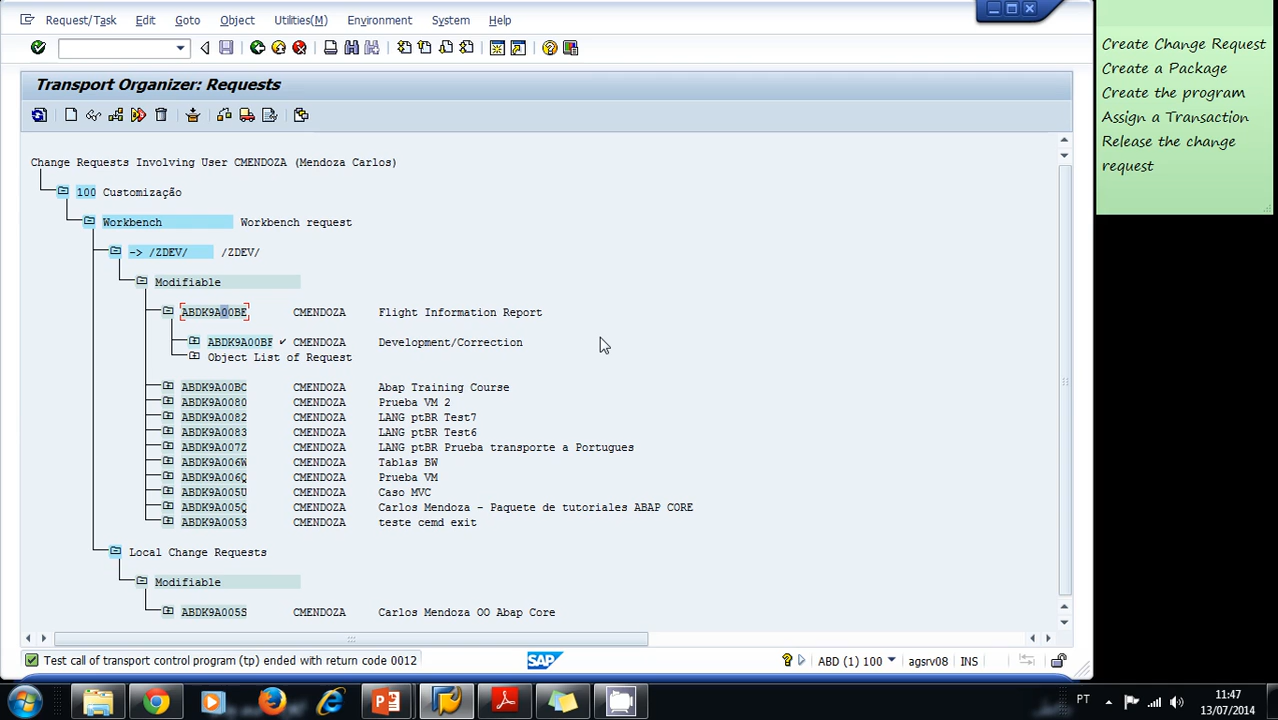 Request/Task Edit Goto Object Utilities(M) Environment System Help
Transport Organizer: Requests
Change Requests Involving User CMENDOZA (Mendoza Carlos)
100 Customização
Workbench Workbench request
-> /ZDEV/ /ZDEV/
Modifiable
ABDK9A00BE CMENDOZA Flight Information Report
ABDK9A00BF ✔ CMENDOZA Development/Correction
Object List of Request
ABDK9A00BC CMENDOZA Abap Training Course
ABDK9A0080 CMENDOZA Prueba VM 2
ABDK9A0082 CMENDOZA LANG ptBR Test7
ABDK9A0083 CMENDOZA LANG ptBR Test6
ABDK9A007Z CMENDOZA LANG ptBR Prueba transporte a Portugues
ABDK9A006W CMENDOZA Tablas BW
ABDK9A006Q CMENDOZA Prueba VM
ABDK9A005U CMENDOZA Caso MVC
ABDK9A005Q CMENDOZA Carlos Mendoza - Paquete de tutoriales ABAP CORE
ABDK9A0053 CMENDOZA teste cemd exit
Local Change Requests
Modifiable
ABDK9A005S CMENDOZA Carlos Mendoza OO Abap Core
Test call of transport control program (tp) ended with return code 0012
SAP
ABD (1) 100 agsrv08 INS
Create Change Request
Create a Package
Create the program
Assign a Transaction
Release the change
request
PT
11:47
13/07/2014